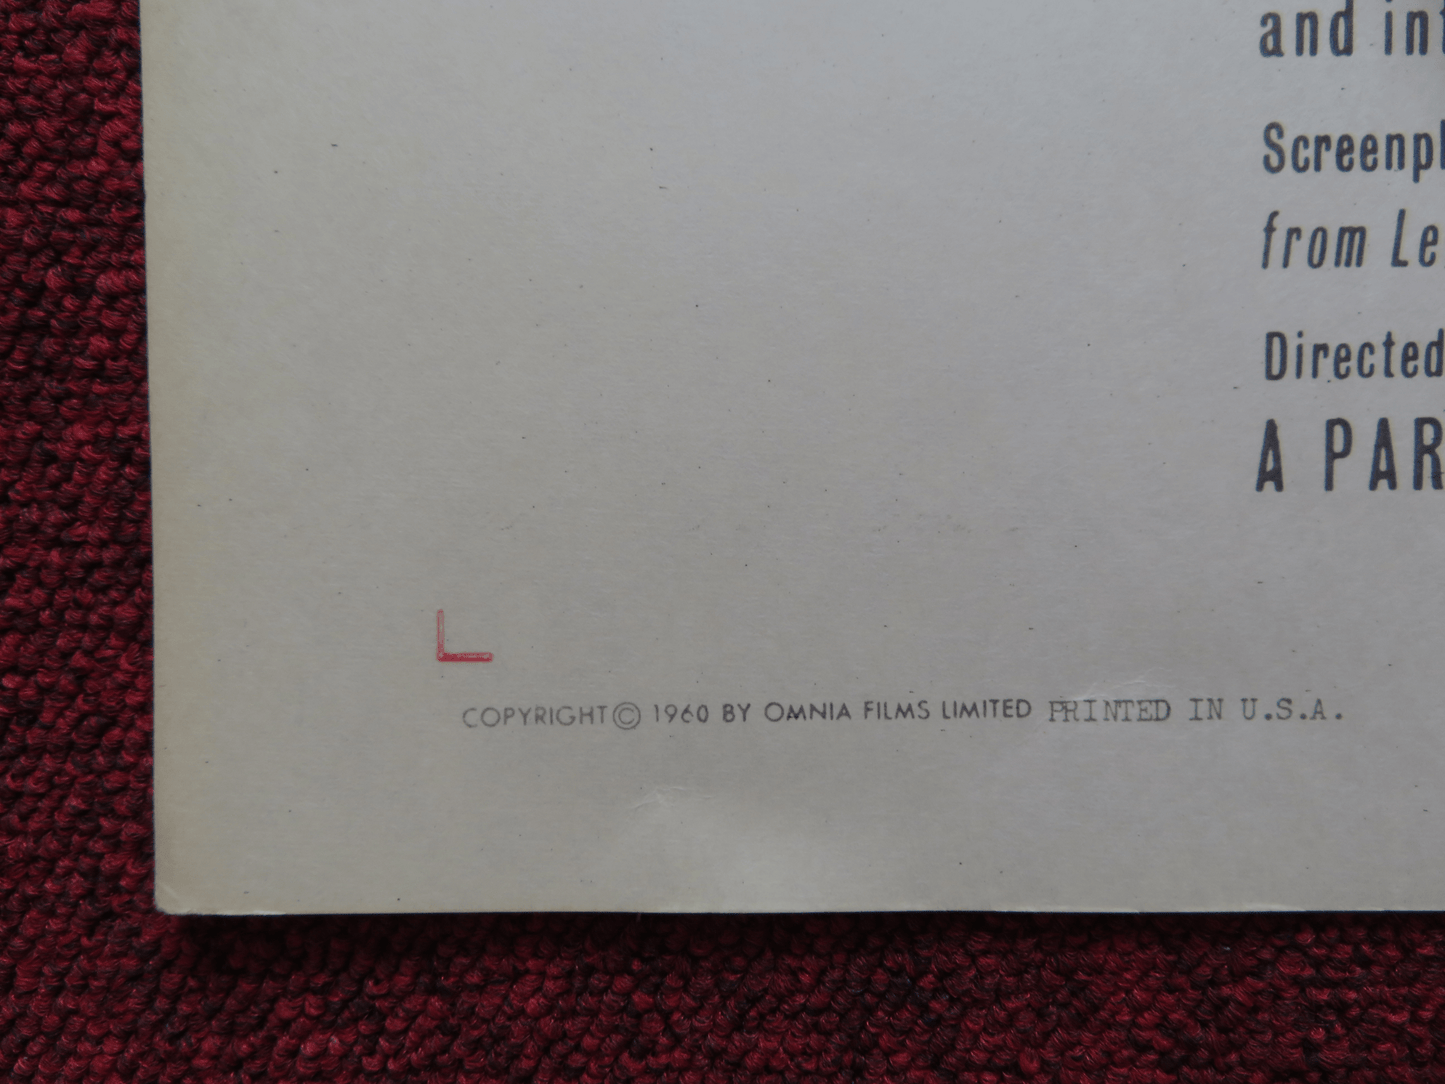 and in
Screenpl
from Le
Directed
A PAR
COPYRIGHT © 1960 BY OMNIA FILMS LIMITED PRINTED IN U.S.A.